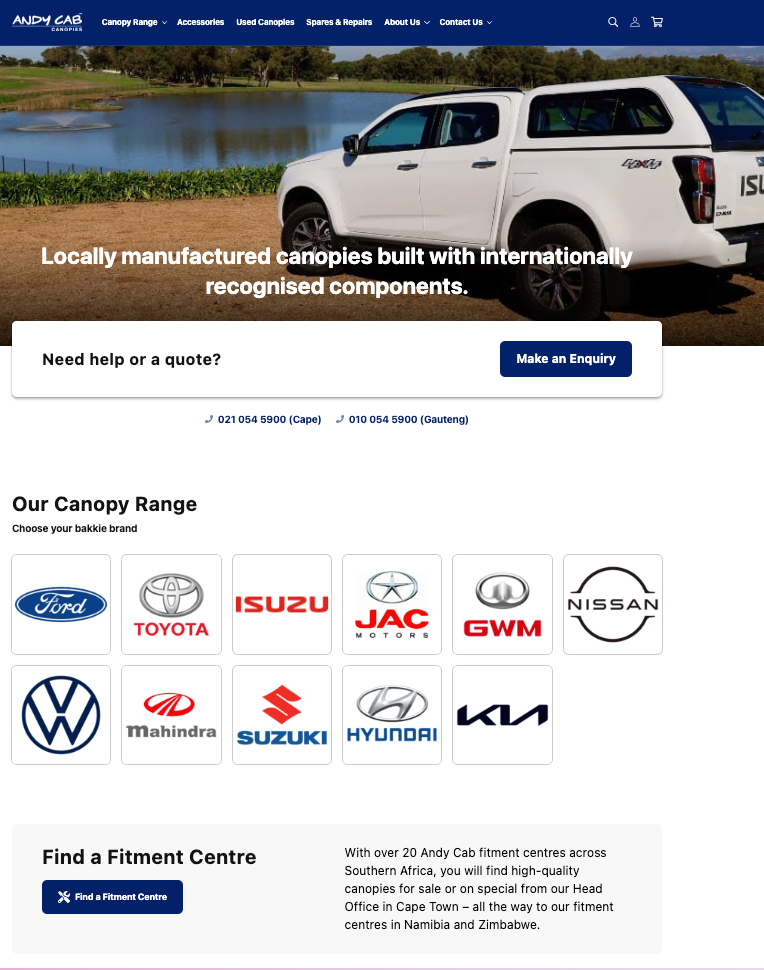 ANDY CAB
CANOPIES
Canopy Range
Accessories
Used Canopies
Spares & Repairs
About Us
Contact Us
4x4
ISU
D-MAX
Locally manufactured canopies built with internationally
recognised components.
Need help or a quote?
Make an Enquiry
021 054 5900 (Cape)
010 054 5900 (Gauteng)
Our Canopy Range
Choose your bakkie brand
Ford
TOYOTA
ISUZU
JAC
MOTORS
GWM
NISSAN
VW
Mahindra
SUZUKI
HYUNDAI
KIA
Find a Fitment Centre
Find a Fitment Centre
With over 20 Andy Cab fitment centres across
Southern Africa, you will find high-quality
canopies for sale or on special from our Head
Office in Cape Town – all the way to our fitment
centres in Namibia and Zimbabwe.